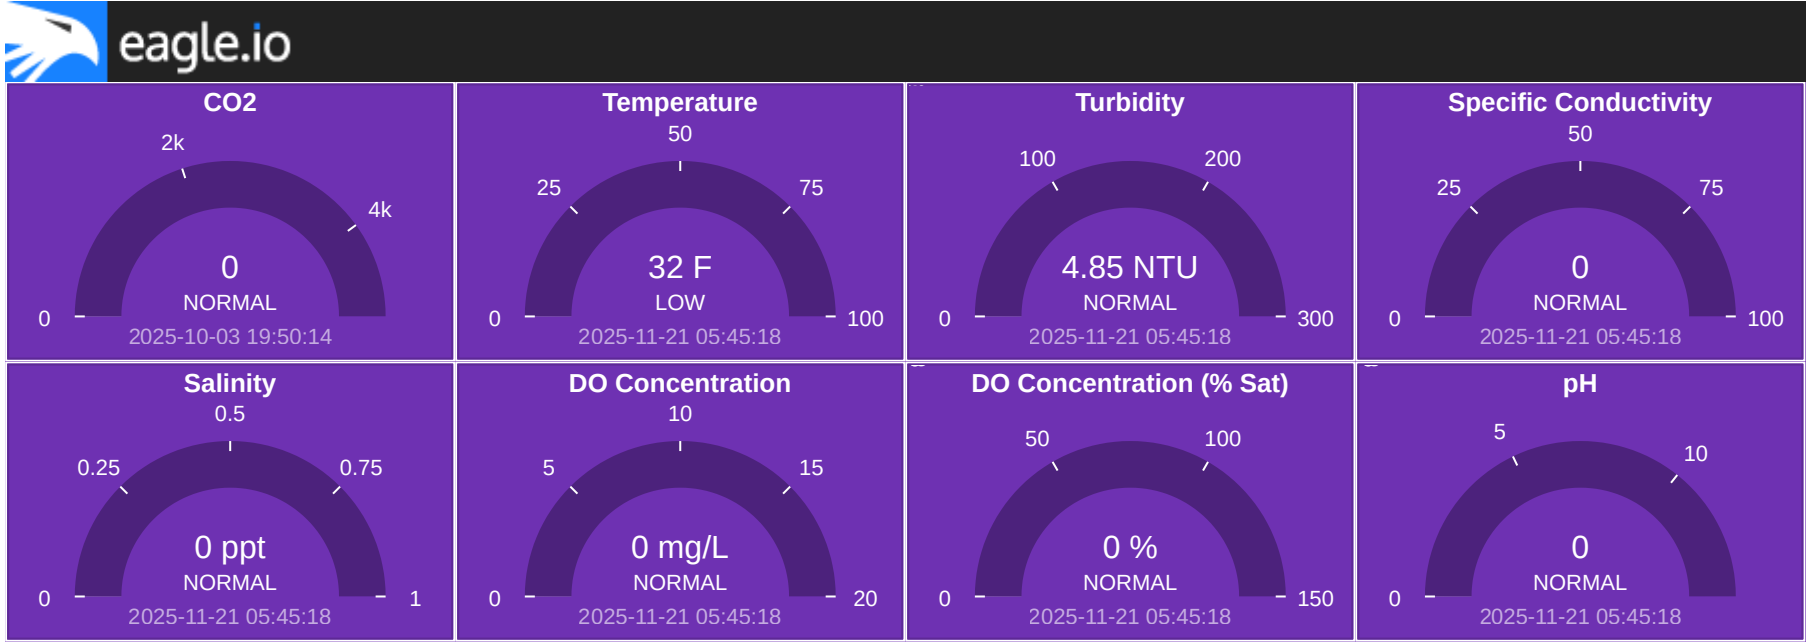 eagle.io
CO2
2k
4k
0
NORMAL
0
2025-10-03 19:50:14
Temperature
50
25
75
32 F
LOW
0
100
2025-11-21 05:45:18
Turbidity
100
200
4.85 NTU
NORMAL
0
300
2025-11-21 05:45:18
Specific Conductivity
50
25
75
0
NORMAL
0
100
2025-11-21 05:45:18
Salinity
0.5
0.25
0.75
0 ppt
NORMAL
0
1
2025-11-21 05:45:18
DO Concentration
10
5
15
0 mg/L
NORMAL
0
20
2025-11-21 05:45:18
DO Concentration (% Sat)
50
100
0 %
NORMAL
0
150
2025-11-21 05:45:18
pH
5
10
0
NORMAL
0
2025-11-21 05:45:18